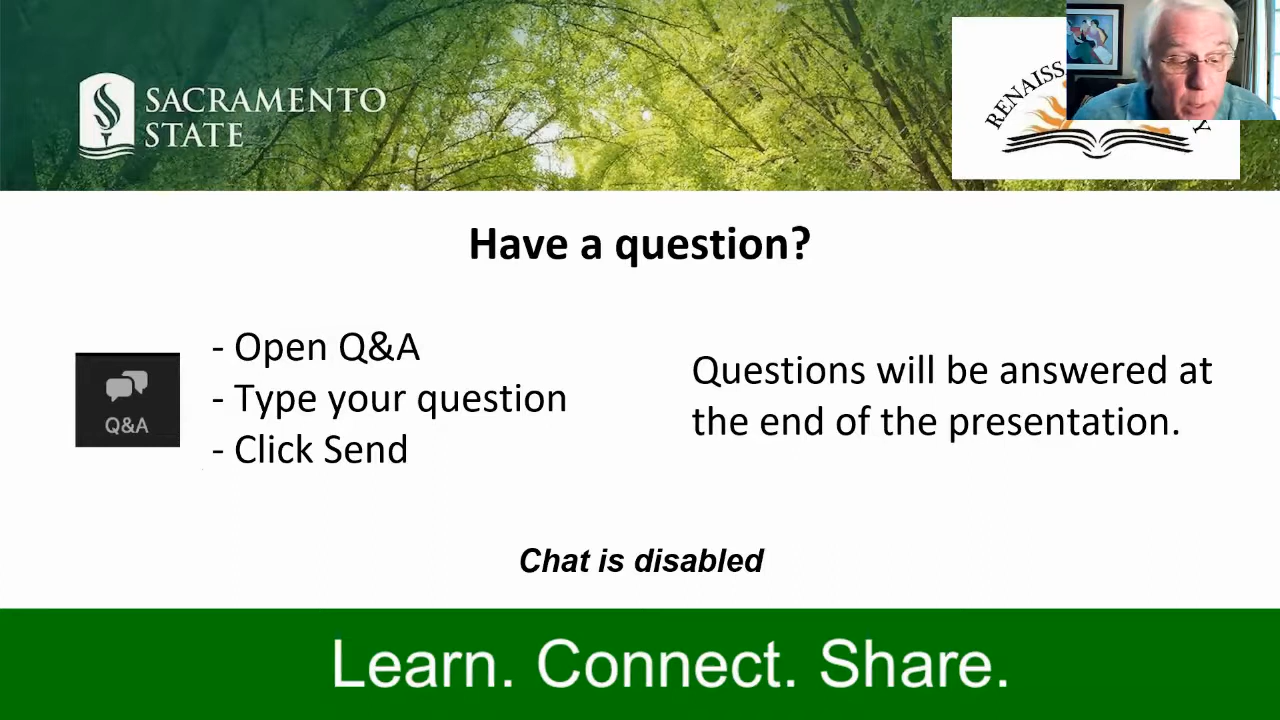 SACRAMENTO
STATE
RENAISS
Y
Have a question?
- Open Q&A
- Type your question
- Click Send
Q&A
Questions will be answered at
the end of the presentation.
Chat is disabled
Learn. Connect. Share.